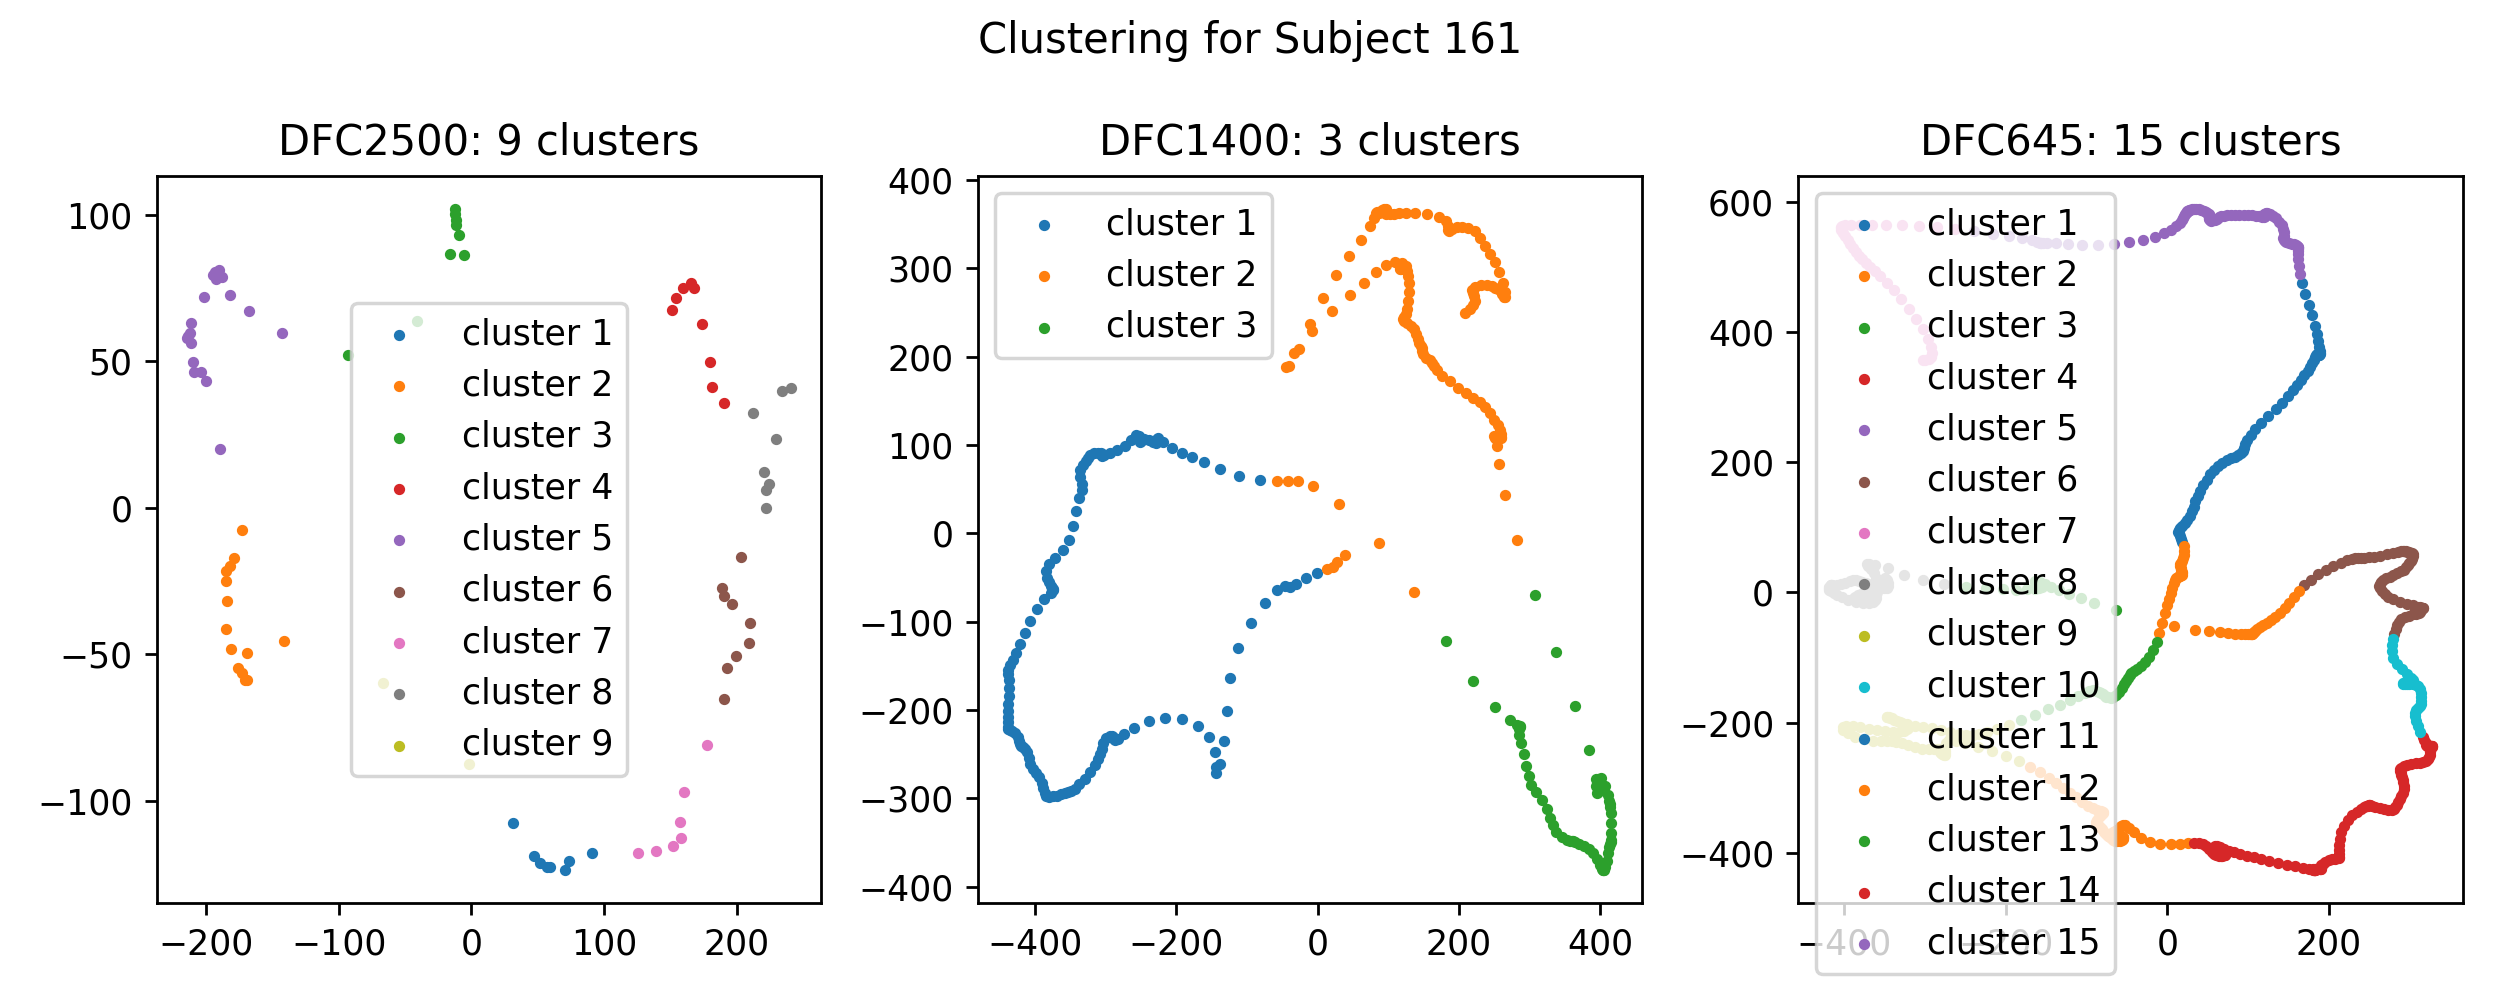 Clustering for Subject 161
DFC2500: 9 clusters
100
50
0
−50
−100
−200
−100
0
100
200
cluster 1
cluster 2
cluster 3
cluster 4
cluster 5
cluster 6
cluster 7
cluster 8
cluster 9
DFC1400: 3 clusters
400
300
200
100
0
−100
−200
−300
−400
−400
−200
0
200
400
cluster 1
cluster 2
cluster 3
DFC645: 15 clusters
600
400
200
0
−200
−400
−400
−200
0
200
cluster 1
cluster 2
cluster 3
cluster 4
cluster 5
cluster 6
cluster 7
cluster 8
cluster 9
cluster 10
cluster 11
cluster 12
cluster 13
cluster 14
cluster 15